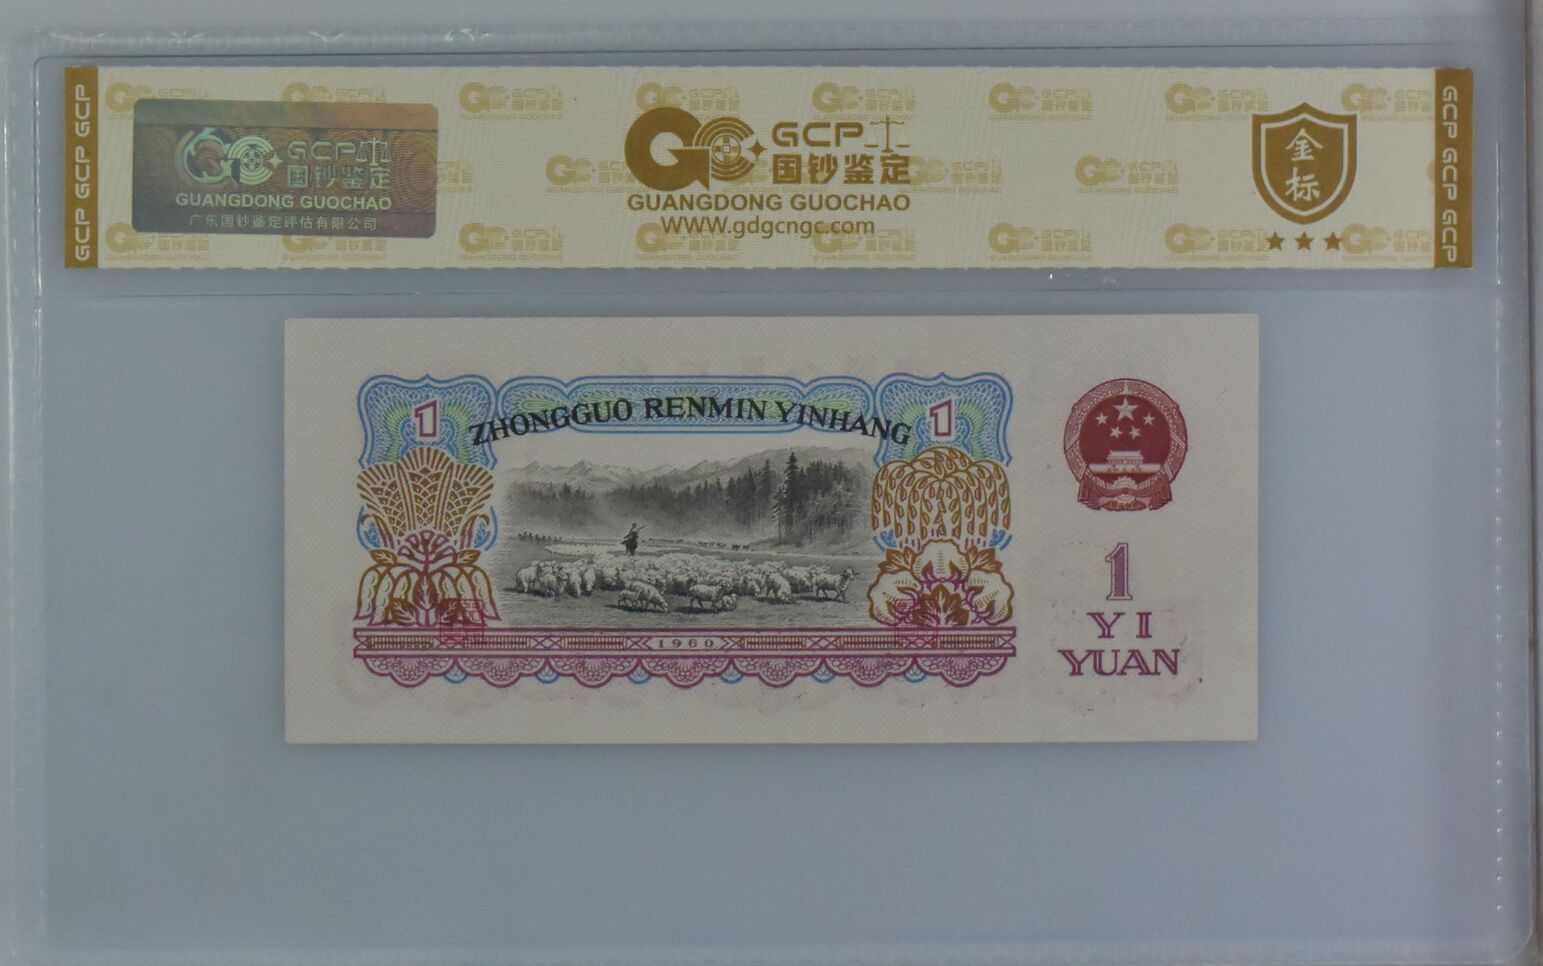 GCP GCP GCP
GCP
国钞鉴定
GUANGDONG GUOCHAO
广东国钞鉴定评估有限公司
GCP
国钞鉴定
GUANGDONG GUOCHAO
WWW.gdgcngc.com
金
标
GCP GCP GCP
1
ZHONGGUO RENMIN YINHANG
1
1960
1
YI
YUAN